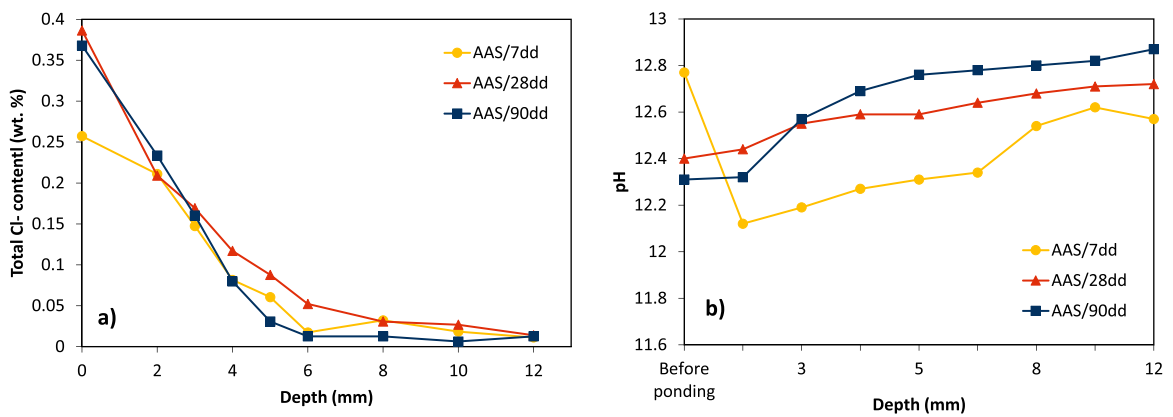 0.4
0.35
0.3
0.25
0.2
0.15
0.1
0.05
0
Total Cl- contentl (wt. %)
AAS/7dd
AAS/28dd
AAS/90dd
a)
0 2 4 6 8 10 12
Depth (mm)
13
12.8
12.6
12.4
12.2
12
11.8
11.6
pH
AAS/7dd
AAS/28dd
AAS/90dd
b)
Before
ponding
3 5 8 12
Depth (mm)